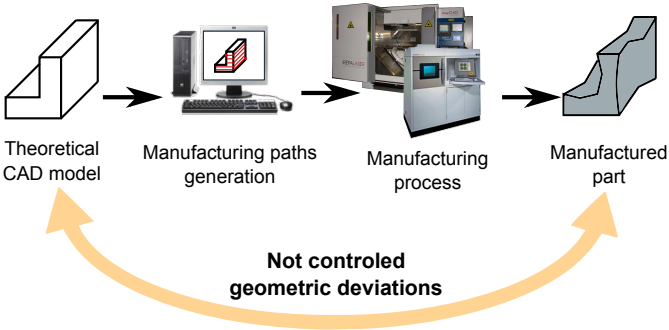 Theoretical
CAD model
Manufacturing paths
generation
Manufacturing
process
Manufactured
part
Not controled
geometric deviations